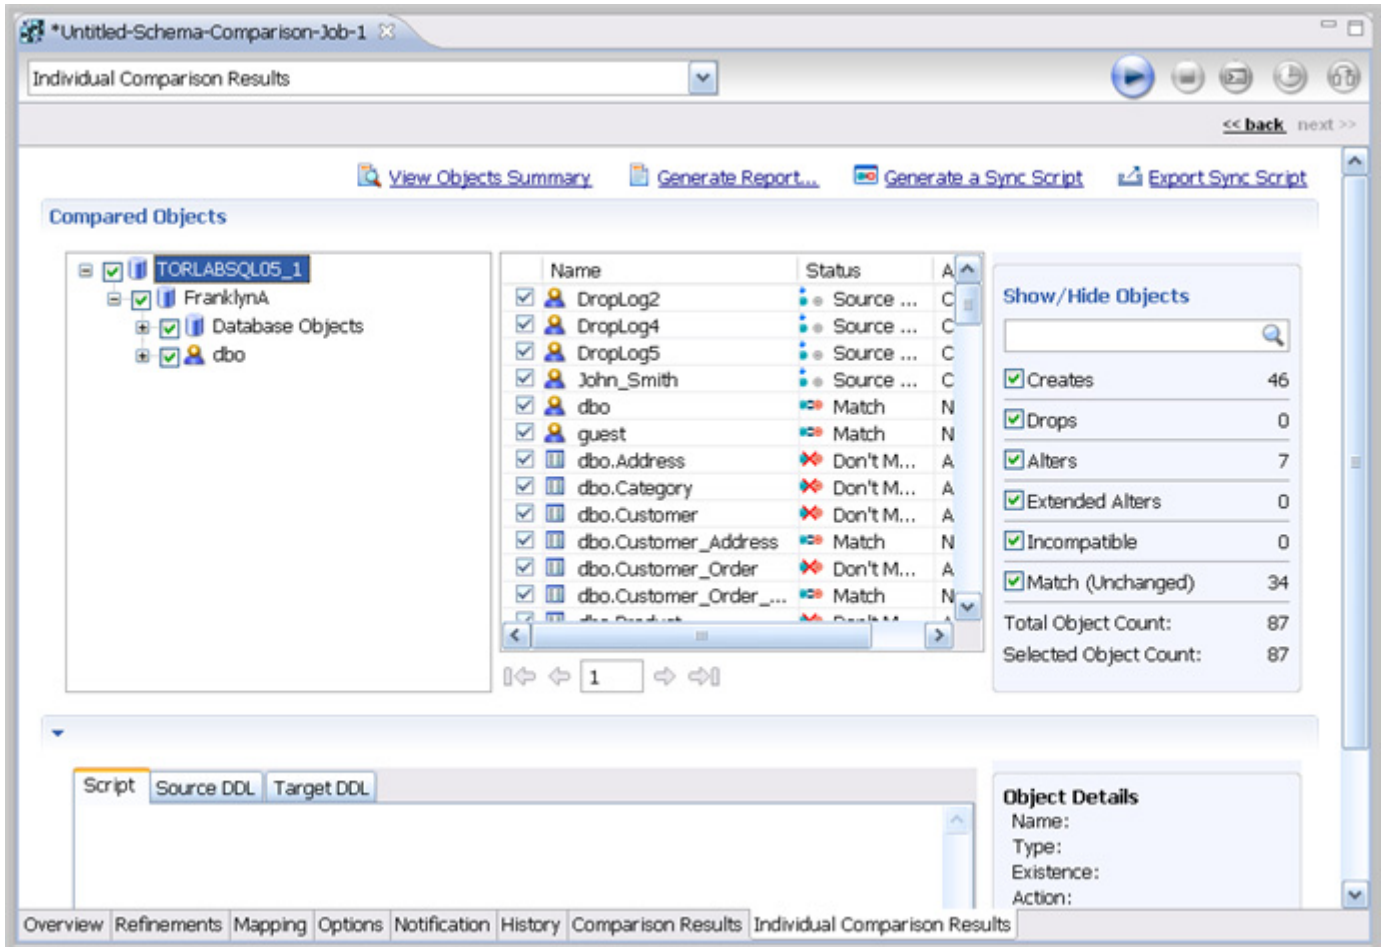 *Untitled-Schema-Comparison-Job-1
Individual Comparison Results
<< back next >>
View Objects Summary Generate Report... Generate a Sync Script Export Sync Script
Compared Objects
TORLABSQL05_1
FranklynA
Database Objects
dbo
Name Status A
DropLog2 Source ... C
DropLog4 Source ... C
DropLog5 Source ... C
John_Smith Source ... C
dbo Match N
guest Match N
dbo.Address Don't M... A
dbo.Category Don't M... A
dbo.Customer Don't M... A
dbo.Customer_Address Match N
dbo.Customer_Order Don't M... A
dbo.Customer_Order_... Match N
dbo.Product Don't M... A
1
Show/Hide Objects
Creates 46
Drops 0
Alters 7
Extended Alters 0
Incompatible 0
Match (Unchanged) 34
Total Object Count: 87
Selected Object Count: 87
Script Source DDL Target DDL
Object Details
Name:
Type:
Existence:
Action:
Overview Refinements Mapping Options Notification History Comparison Results Individual Comparison Results